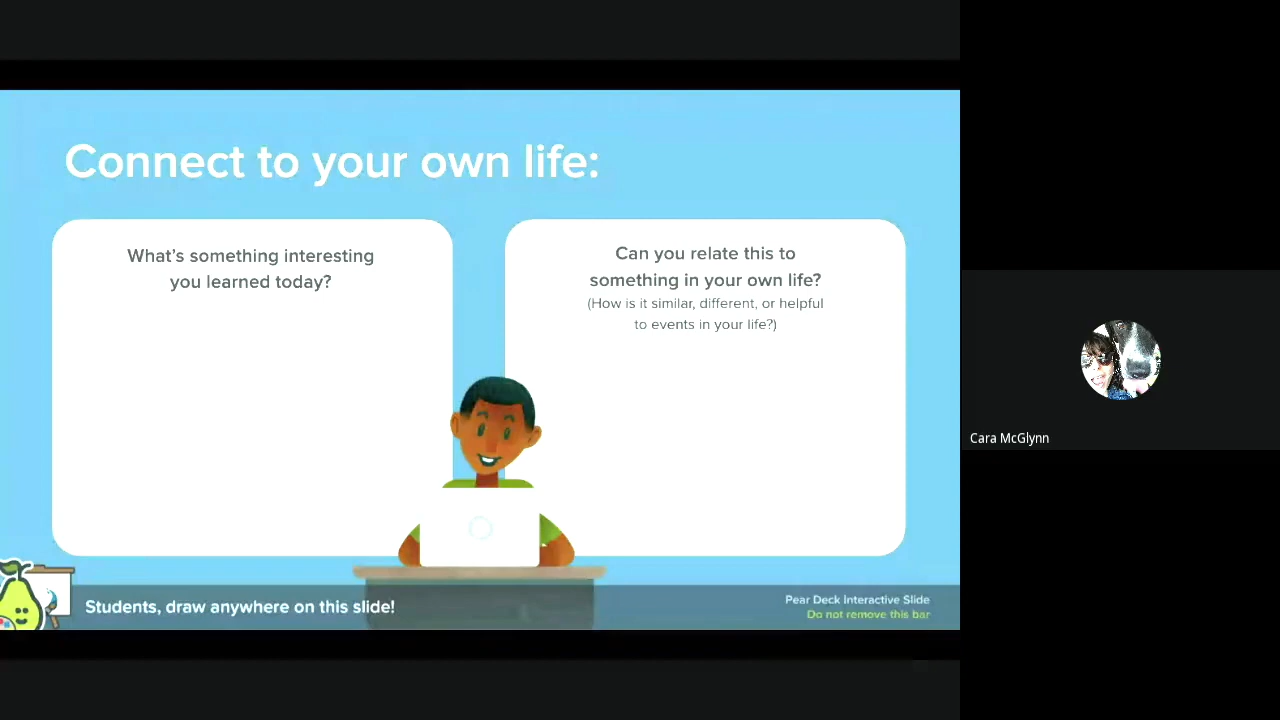 Connect to your own life:
What's something interesting
you learned today?
Can you relate this to
something in your own life?
(How is it similar, different, or helpful
to events in your life?)
Students, draw anywhere on this slide!
Pear Deck Interactive Slide
Do not remove this bar
Cara McGlynn